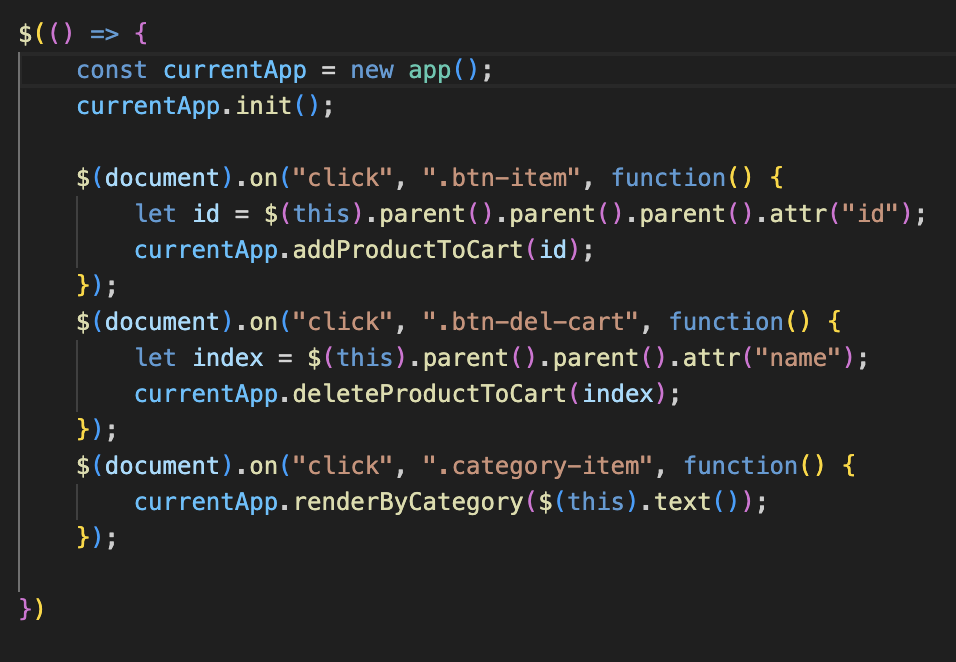 $(() => {
    const currentApp = new app();
    currentApp.init();

    $(document).on("click", ".btn-item", function() {
        let id = $(this).parent().parent().parent().attr("id");
        currentApp.addProductToCart(id);
    });
    $(document).on("click", ".btn-del-cart", function() {
        let index = $(this).parent().parent().attr("name");
        currentApp.deleteProductToCart(index);
    });
    $(document).on("click", ".category-item", function() {
        currentApp.renderByCategory($(this).text());
    });

})